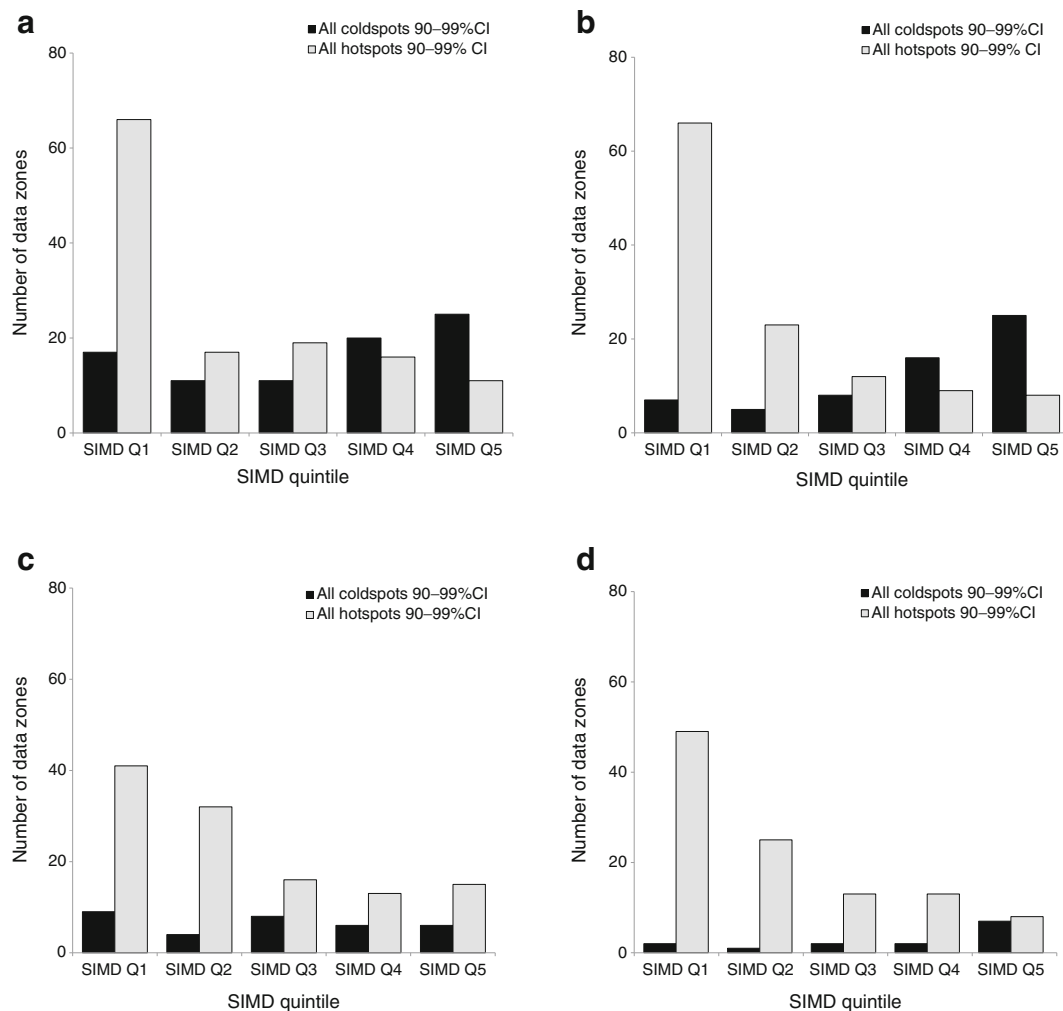 a
All coldspots 90–99%CI
All hotspots 90–99% CI
Number of data zones
80
60
40
20
0
SIMD Q1 SIMD Q2 SIMD Q3 SIMD Q4 SIMD Q5
SIMD quintile
b
All coldspots 90–99%CI
All hotspots 90–99% CI
Number of data zones
80
60
40
20
0
SIMD Q1 SIMD Q2 SIMD Q3 SIMD Q4 SIMD Q5
SIMD quintile
c
All coldspots 90–99%CI
All hotspots 90–99%CI
Number of data zones
80
60
40
20
0
SIMD Q1 SIMD Q2 SIMD Q3 SIMD Q4 SIMD Q5
SIMD quintile
d
All coldspots 90–99%CI
All hotspots 90–99%CI
Number of data zones
80
60
40
20
0
SIMD Q1 SIMD Q2 SIMD Q3 SIMD Q4 SIMD Q5
SIMD quintile